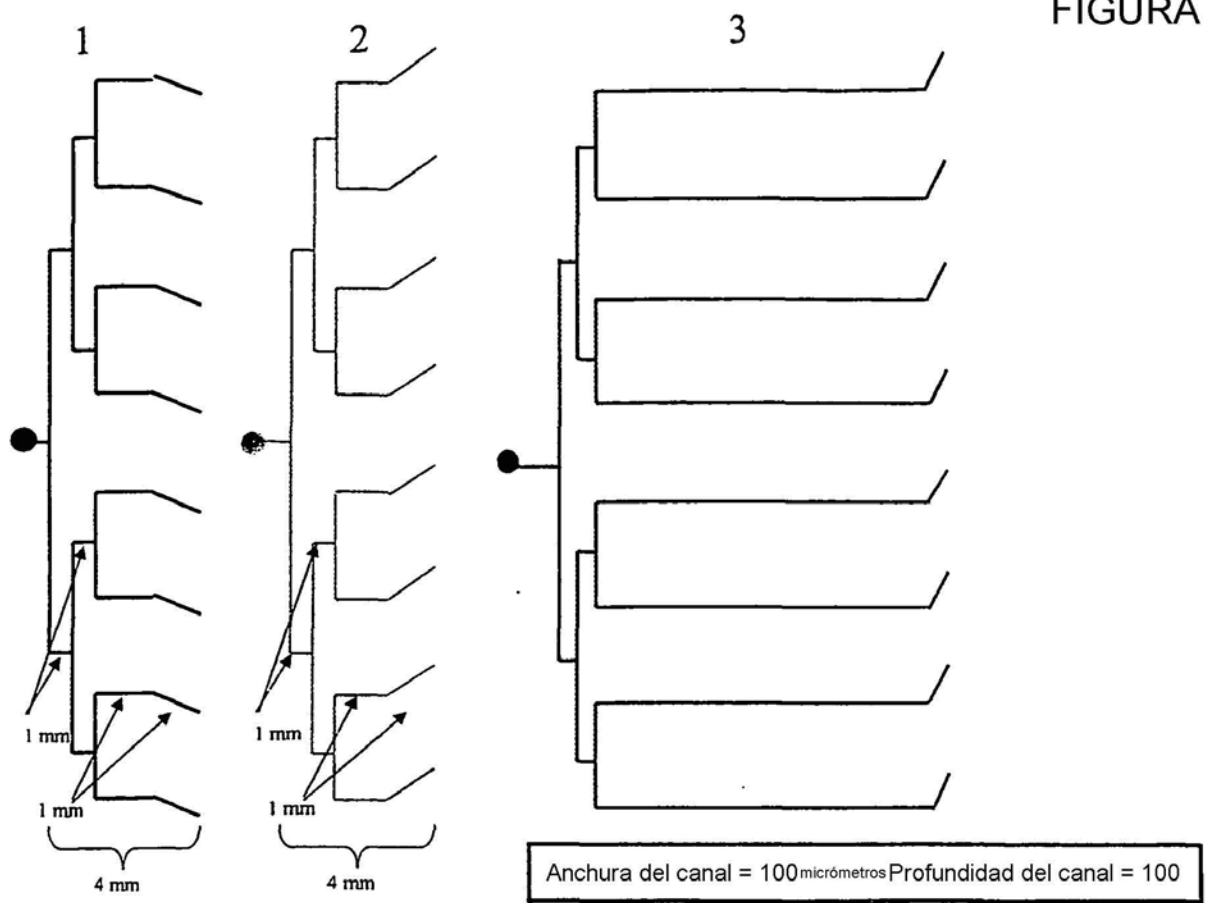 FIGURA
1
2
3
1 mm
1 mm
1 mm
1 mm
4 mm
4 mm
Anchura del canal = 100 micrómetros Profundidad del canal = 100